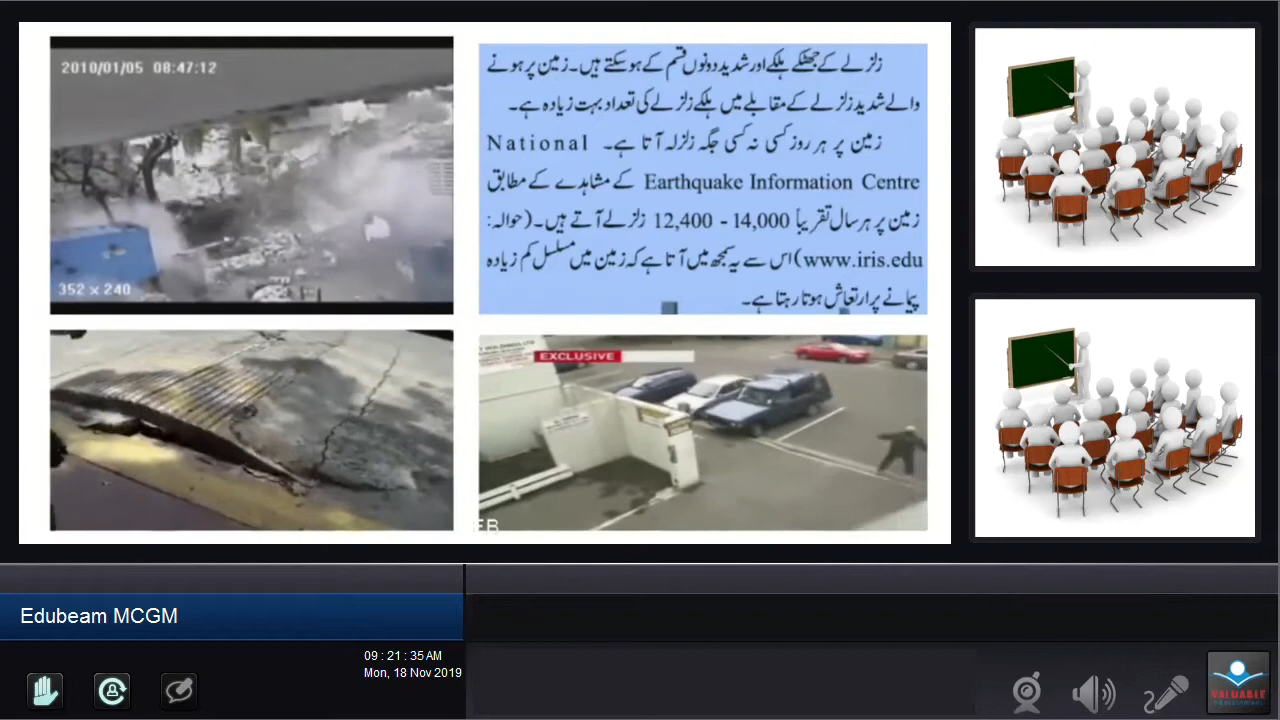 2010/01/05 08:47:12
352 x 240
زلزلے کے جھٹکے ہلکے اور شدید دونوں قسم کے ہوسکتے ہیں۔ زمین پر ہونے
والے شدید زلزلے کے مقابلے میں ہلکے زلزلے کی تعداد بہت زیادہ ہے۔
زمین پر ہر روز کسی نہ کسی جگہ زلزلہ آتا ہے۔ National
Earthquake Information Centre کے مشاہدے کے مطابق
زمین پر ہر سال تقریباً 14,000 - 12,400 زلزلے آتے ہیں۔ (حوالہ:
www.iris.edu) اس سے یہ سمجھ میں آتا ہے کہ زمین میں مسلسل کم زیادہ
پیمانے پر ارتعاش ہوتا رہتا ہے۔
EXCLUSIVE
EB
Edubeam MCGM
09 : 21 : 35 AM
Mon, 18 Nov 2019
VALUABLE